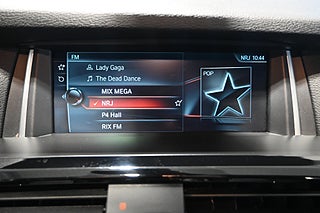 FM
NRJ 10:44
Lady Gaga
The Dead Dance
POP
MIX MEGA
NRJ
P4 Hall
RIX FM